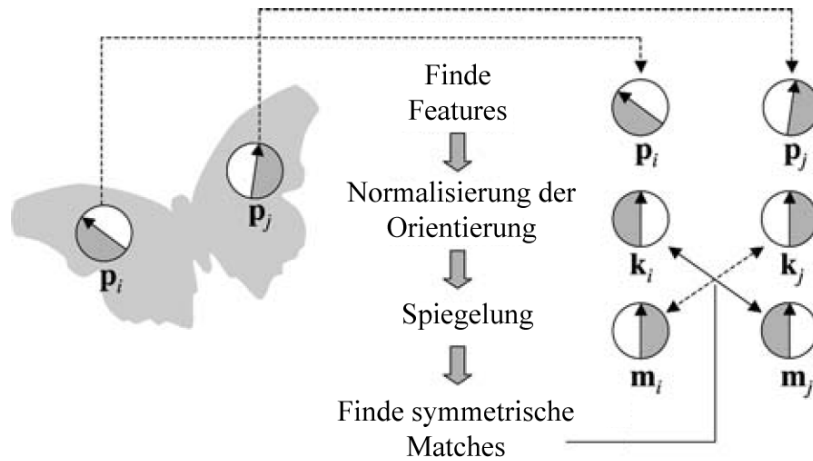 Finde
Features
p_i
p_j
p_j
p_i
Normalisierung der
Orientierung
k_i
k_j
Spiegelung
m_i
m_j
Finde symmetrische
Matches